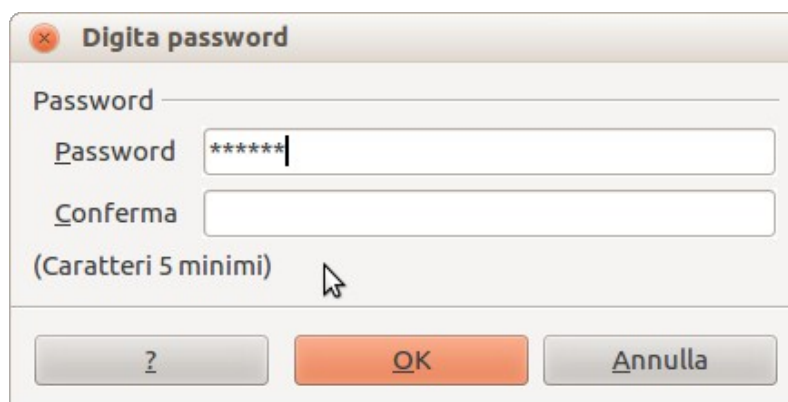 Digita password
Password
Password ******
Conferma
(Caratteri 5 minimi)
? OK Annulla